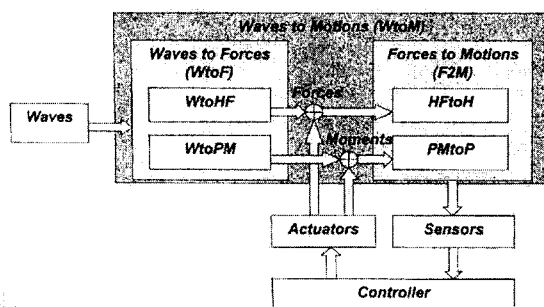 Waves to Motions (WtoM)
Waves to Forces
(WtoF)
Forces to Motions
(F2M)
Forces
WtoHF
HFtoH
Waves
Moments
WtoPM
PMtoP
Actuators
Sensors
Controller